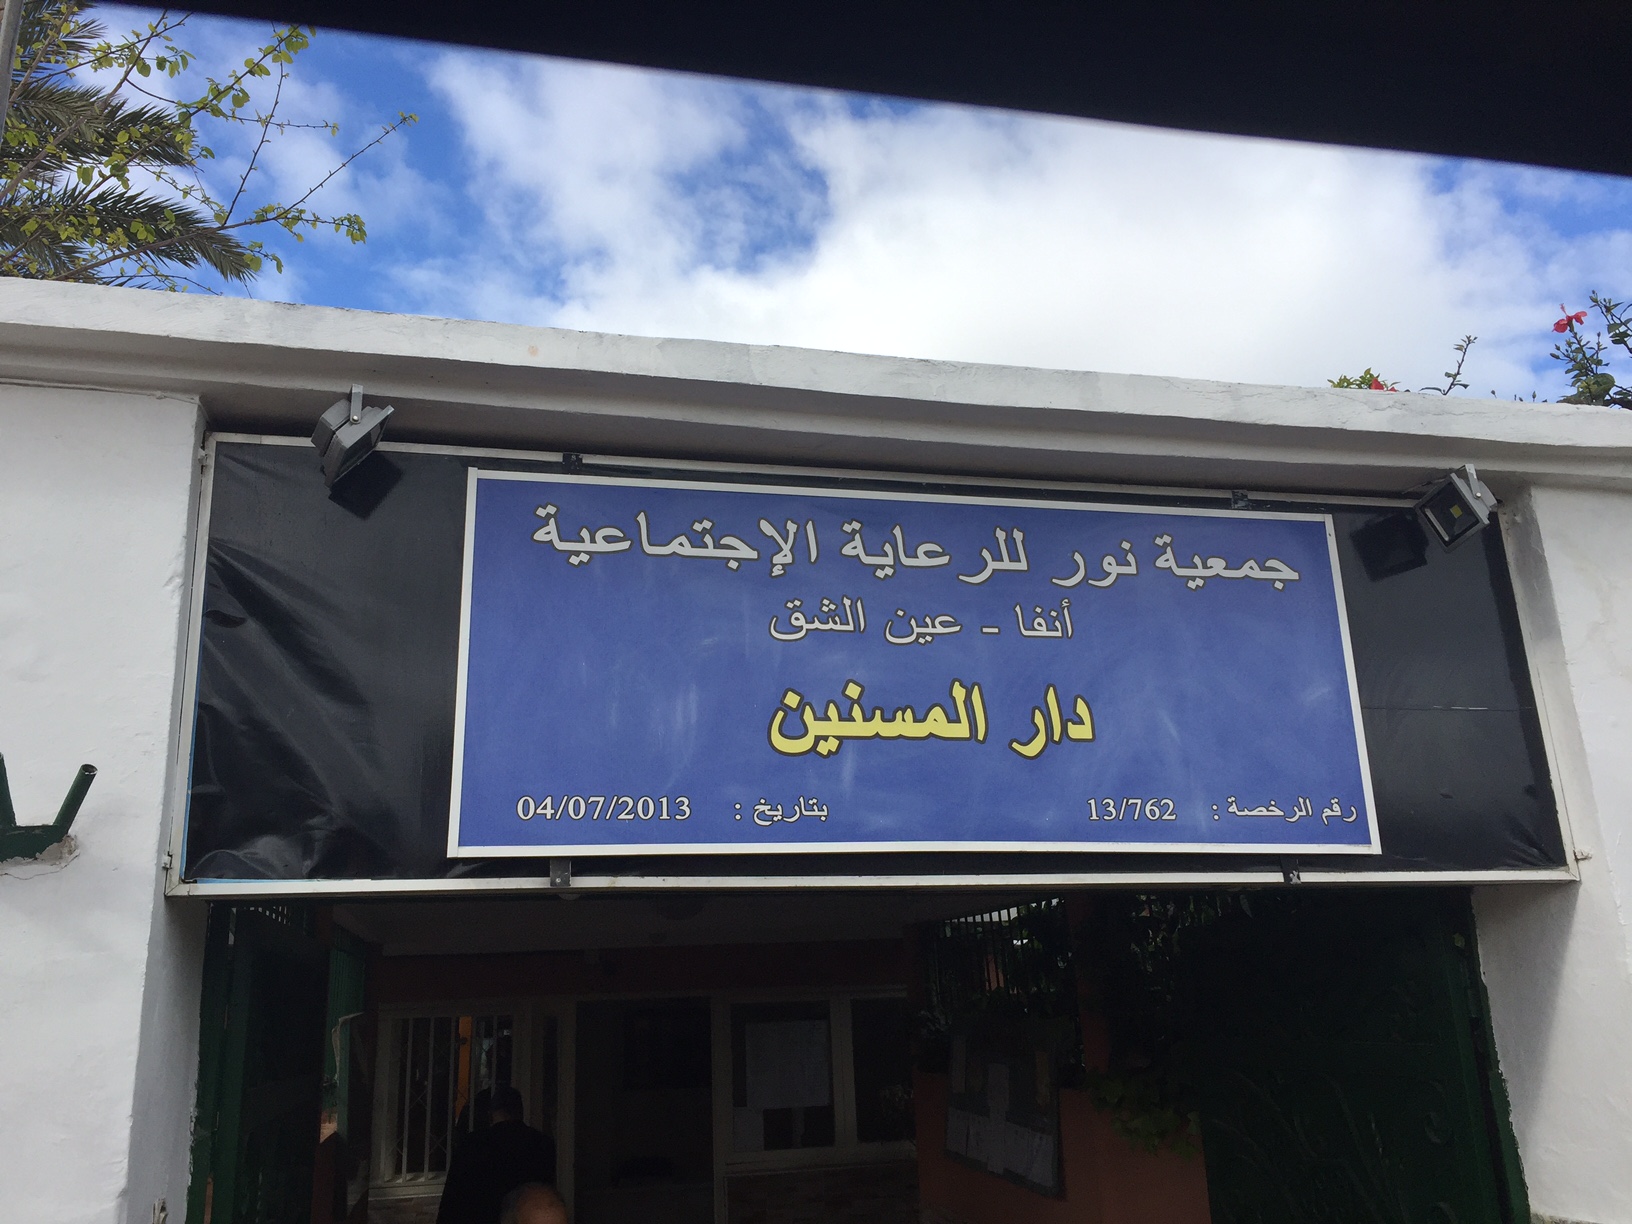 جمعية نور للرعاية الإجتماعية
أنفا - عين الشق
دار المسنين
رقم الرخصة : 13/762 بتاريخ : 04/07/2013